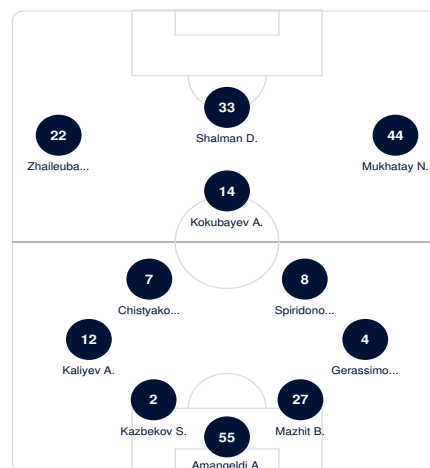 33
Shalman D.
22
Zhaileuba...
44
Mukhatay N.
14
Kokubayev A.
7
Chistyako...
8
Spiridono...
12
Kaliyev A.
4
Gerassimo...
2
Kazbekov S.
27
Mazhit B.
55
Amangeldi A.